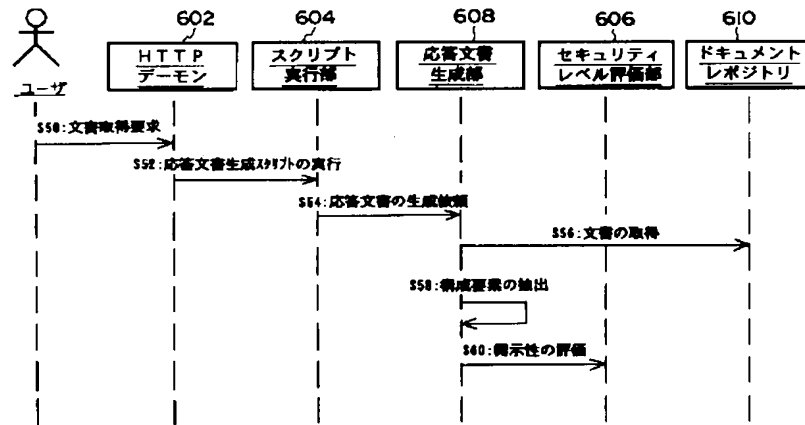 602
604
608
606
610
HTTP
デーモン
スクリプト
実行部
応答文書
生成部
セキュリティ
レベル評価部
ドキュメント
レポジトリ
ユーザ
S50:文書取得要求
S52:応答文書生成スクリプトの実行
S54:応答文書の生成依頼
S56:文書の取得
S58:構成要素の抽出
S60:開示性の評価